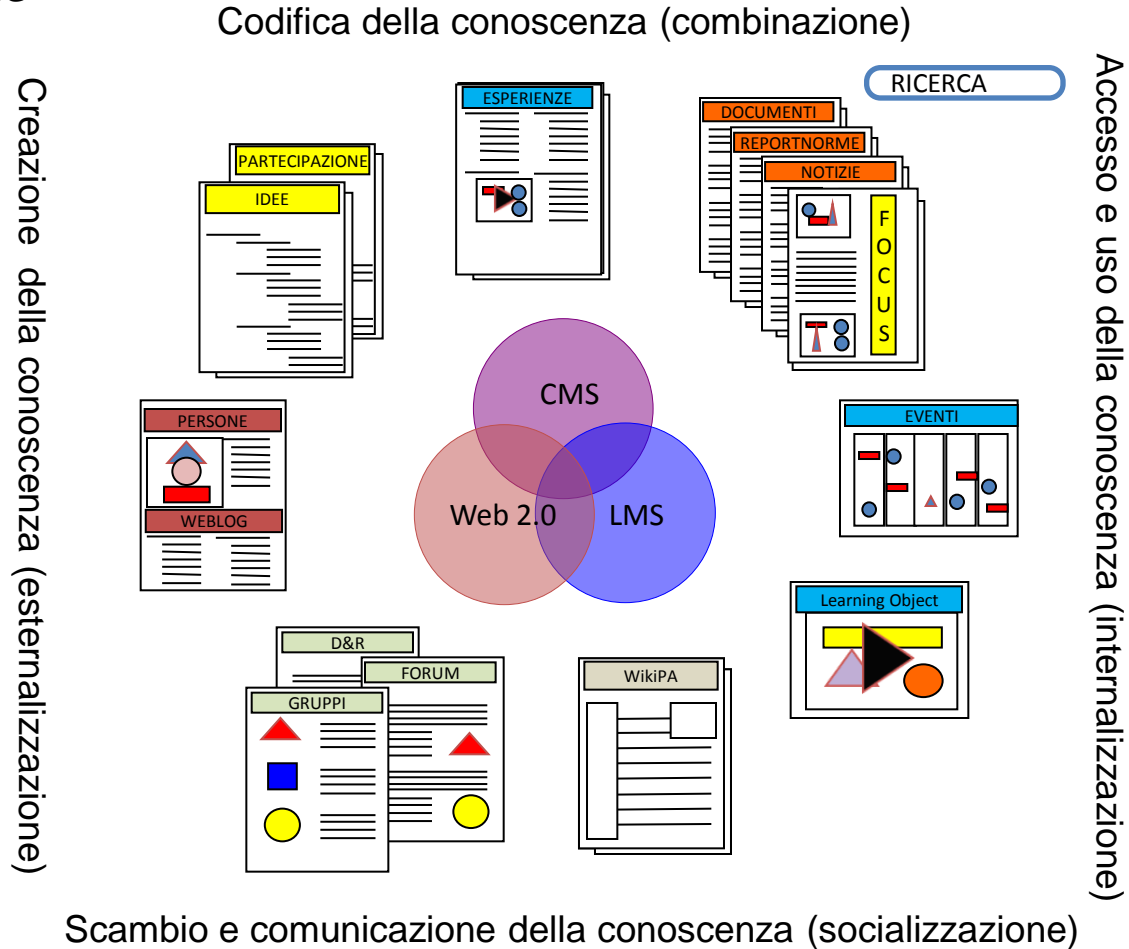 Codifica della conoscenza (combinazione)
Creazione della conoscenza (esternalizzazione)
Accesso e uso della conoscenza (internalizzazione)
RICERCA
ESPERIENZE
DOCUMENTI
REPORTNORME
NOTIZIE
FOCUS
PARTECIPAZIONE
IDEE
PERSONE
WEBLOG
CMS
Web 2.0
LMS
EVENTI
Learning Object
D&R
FORUM
GRUPPI
WikiPA
Scambio e comunicazione della conoscenza (socializzazione)